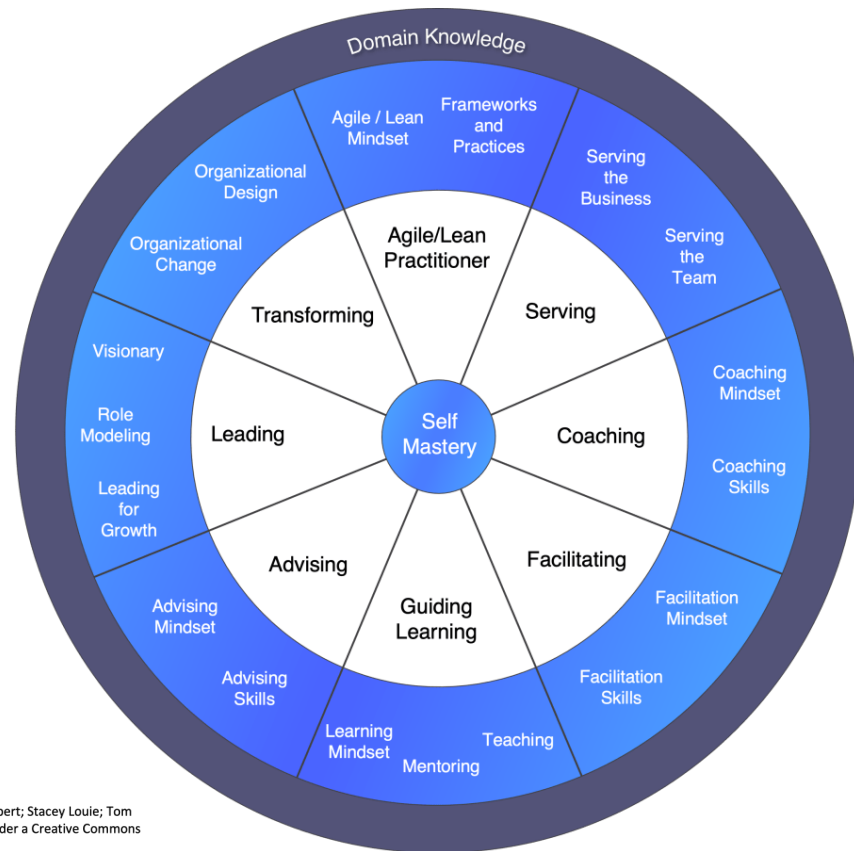 Domain Knowledge
Agile / Lean
Mindset
Frameworks
and
Practices
Serving
the
Business
Serving
the
Team
Coaching
Mindset
Coaching
Skills
Facilitation
Mindset
Facilitation
Skills
Teaching
Mentoring
Learning
Mindset
Advising
Skills
Advising
Mindset
Leading
for
Growth
Role
Modeling
Visionary
Organizational
Change
Organizational
Design
Agile/Lean
Practitioner
Serving
Coaching
Facilitating
Guiding
Learning
Advising
Leading
Transforming
Self
Mastery
Stacey Louie; Tom
a Creative Commons